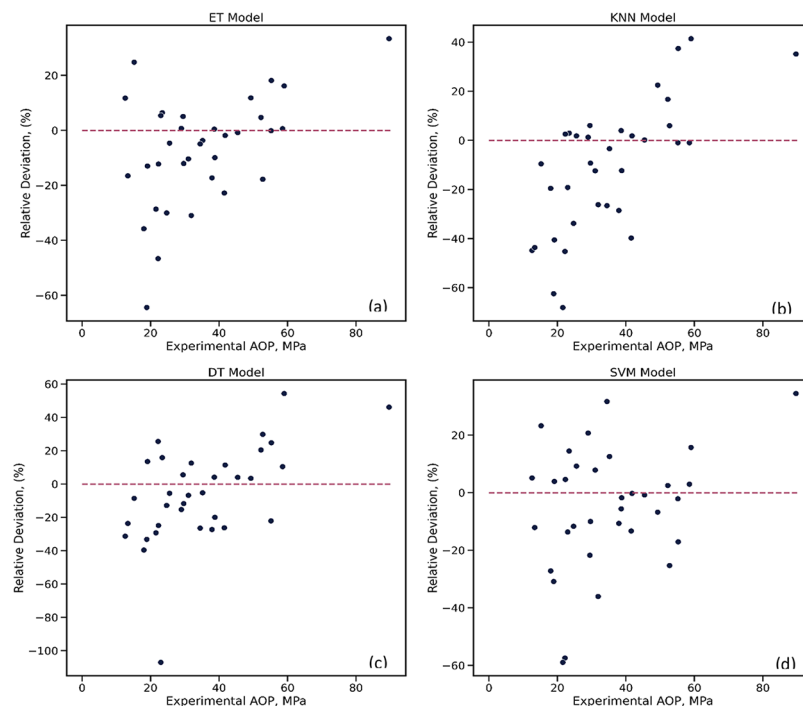 ET Model
Relative Deviation, (%)
20
0
−20
−40
−60
(a)
0 20 40 60 80
Experimental AOP, MPa
KNN Model
Relative Deviation, (%)
40
20
0
−20
−40
−60
(b)
0 20 40 60 80
Experimental AOP, MPa
DT Model
Relative Deviation, (%)
60
40
20
0
−20
−40
−60
−80
−100
(c)
0 20 40 60 80
Experimental AOP, MPa
SVM Model
Relative Deviation, (%)
20
0
−20
−40
−60
(d)
0 20 40 60 80
Experimental AOP, MPa